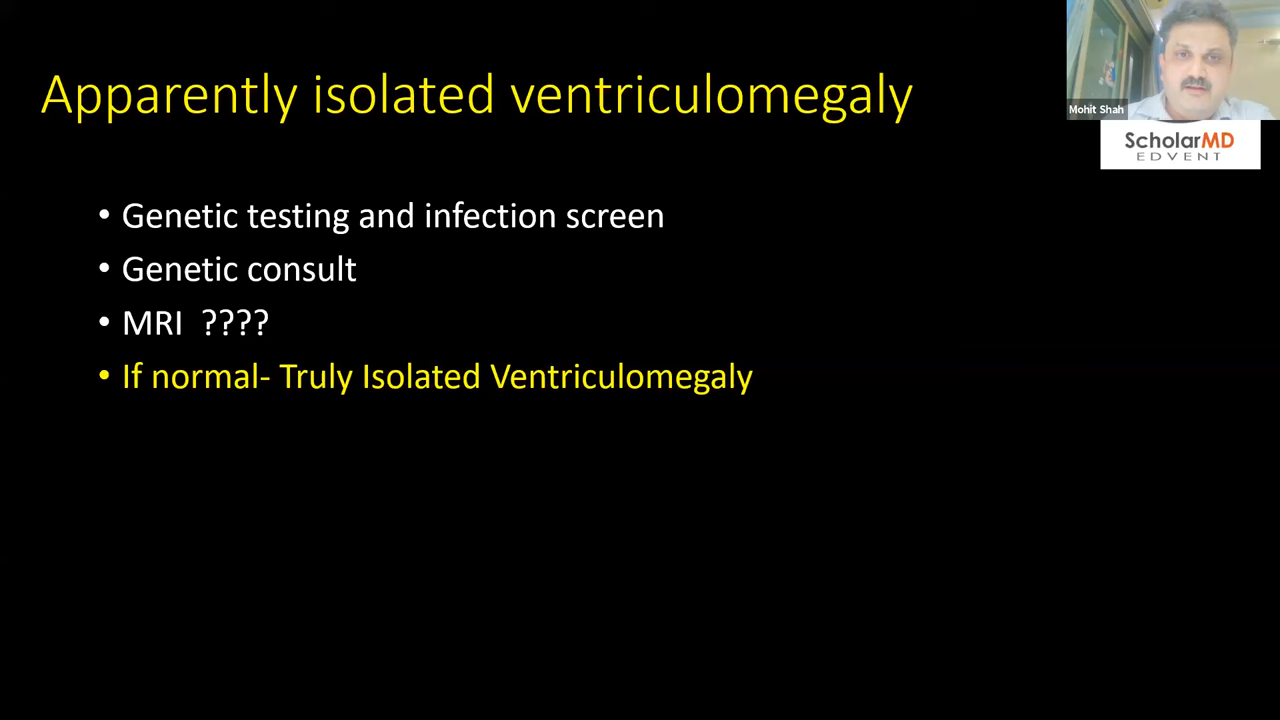 Apparently isolated ventriculomegaly
Mohit Shah
ScholarMD
EDVENT
• Genetic testing and infection screen
• Genetic consult
• MRI ????
• If normal- Truly Isolated Ventriculomegaly